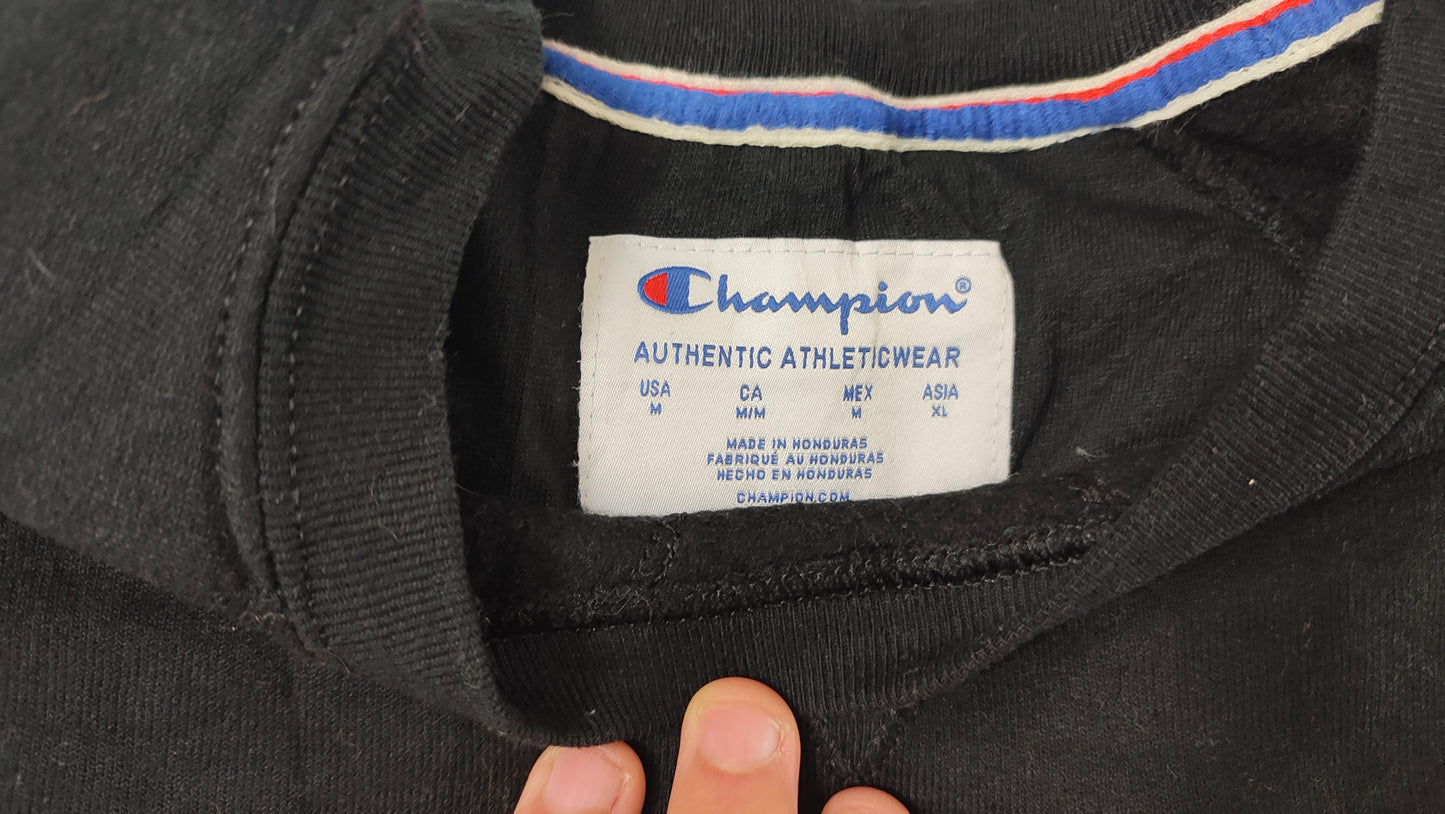 Champion®
AUTHENTIC ATHLETICWEAR
USA CA MEX ASIA
M M/M M XL
MADE IN HONDURAS
FABRIQUÉ AU HONDURAS
HECHO EN HONDURAS
CHAMPION.COM